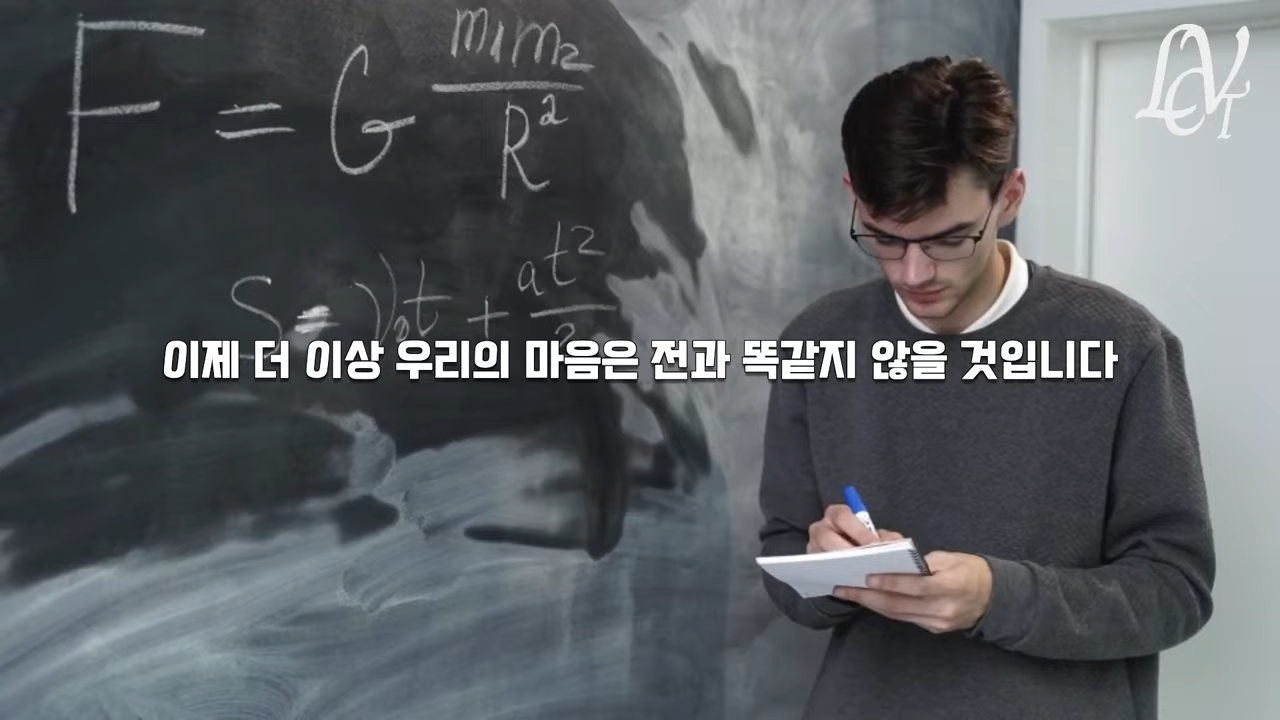 F = G m₁m₂ / R²
S = V₀t + at² / 2
이제 더 이상 우리의 마음은 전과 똑같지 않을 것입니다